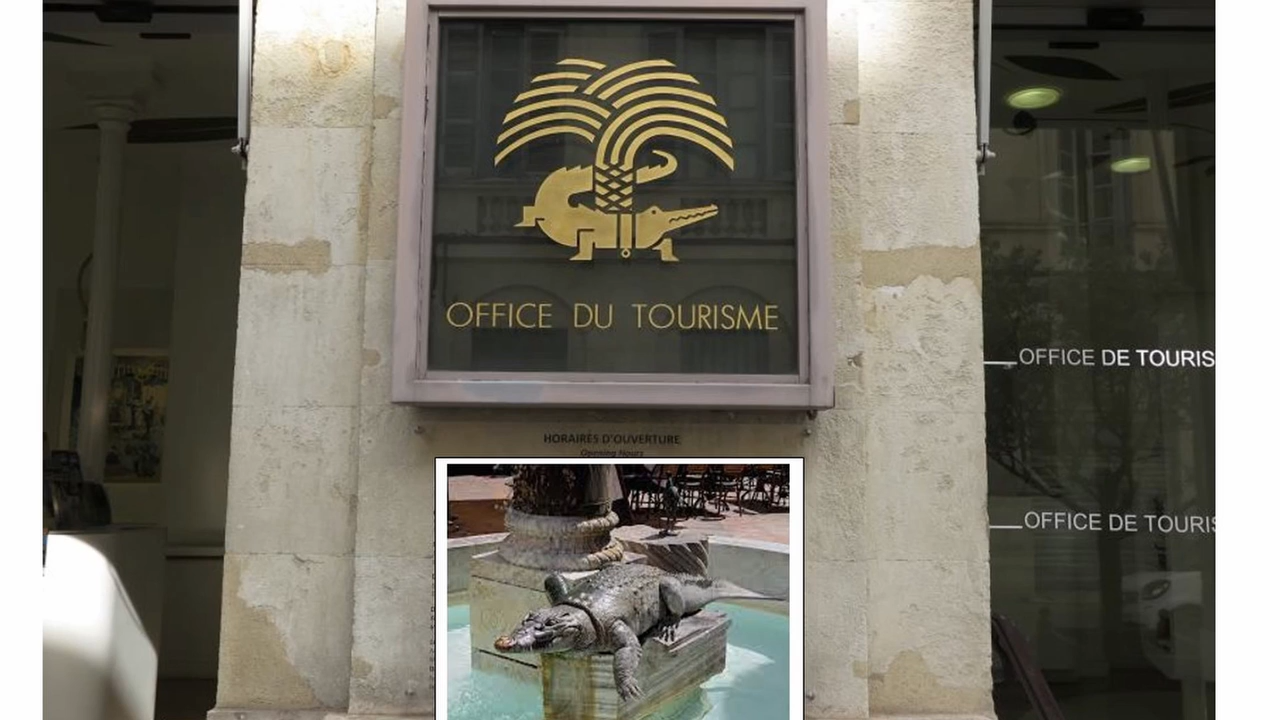 OFFICE DU TOURISME
HORAIRES D'OUVERTURE
Opening Hours
OFFICE DE TOURIS
OFFICE DE TOURIS